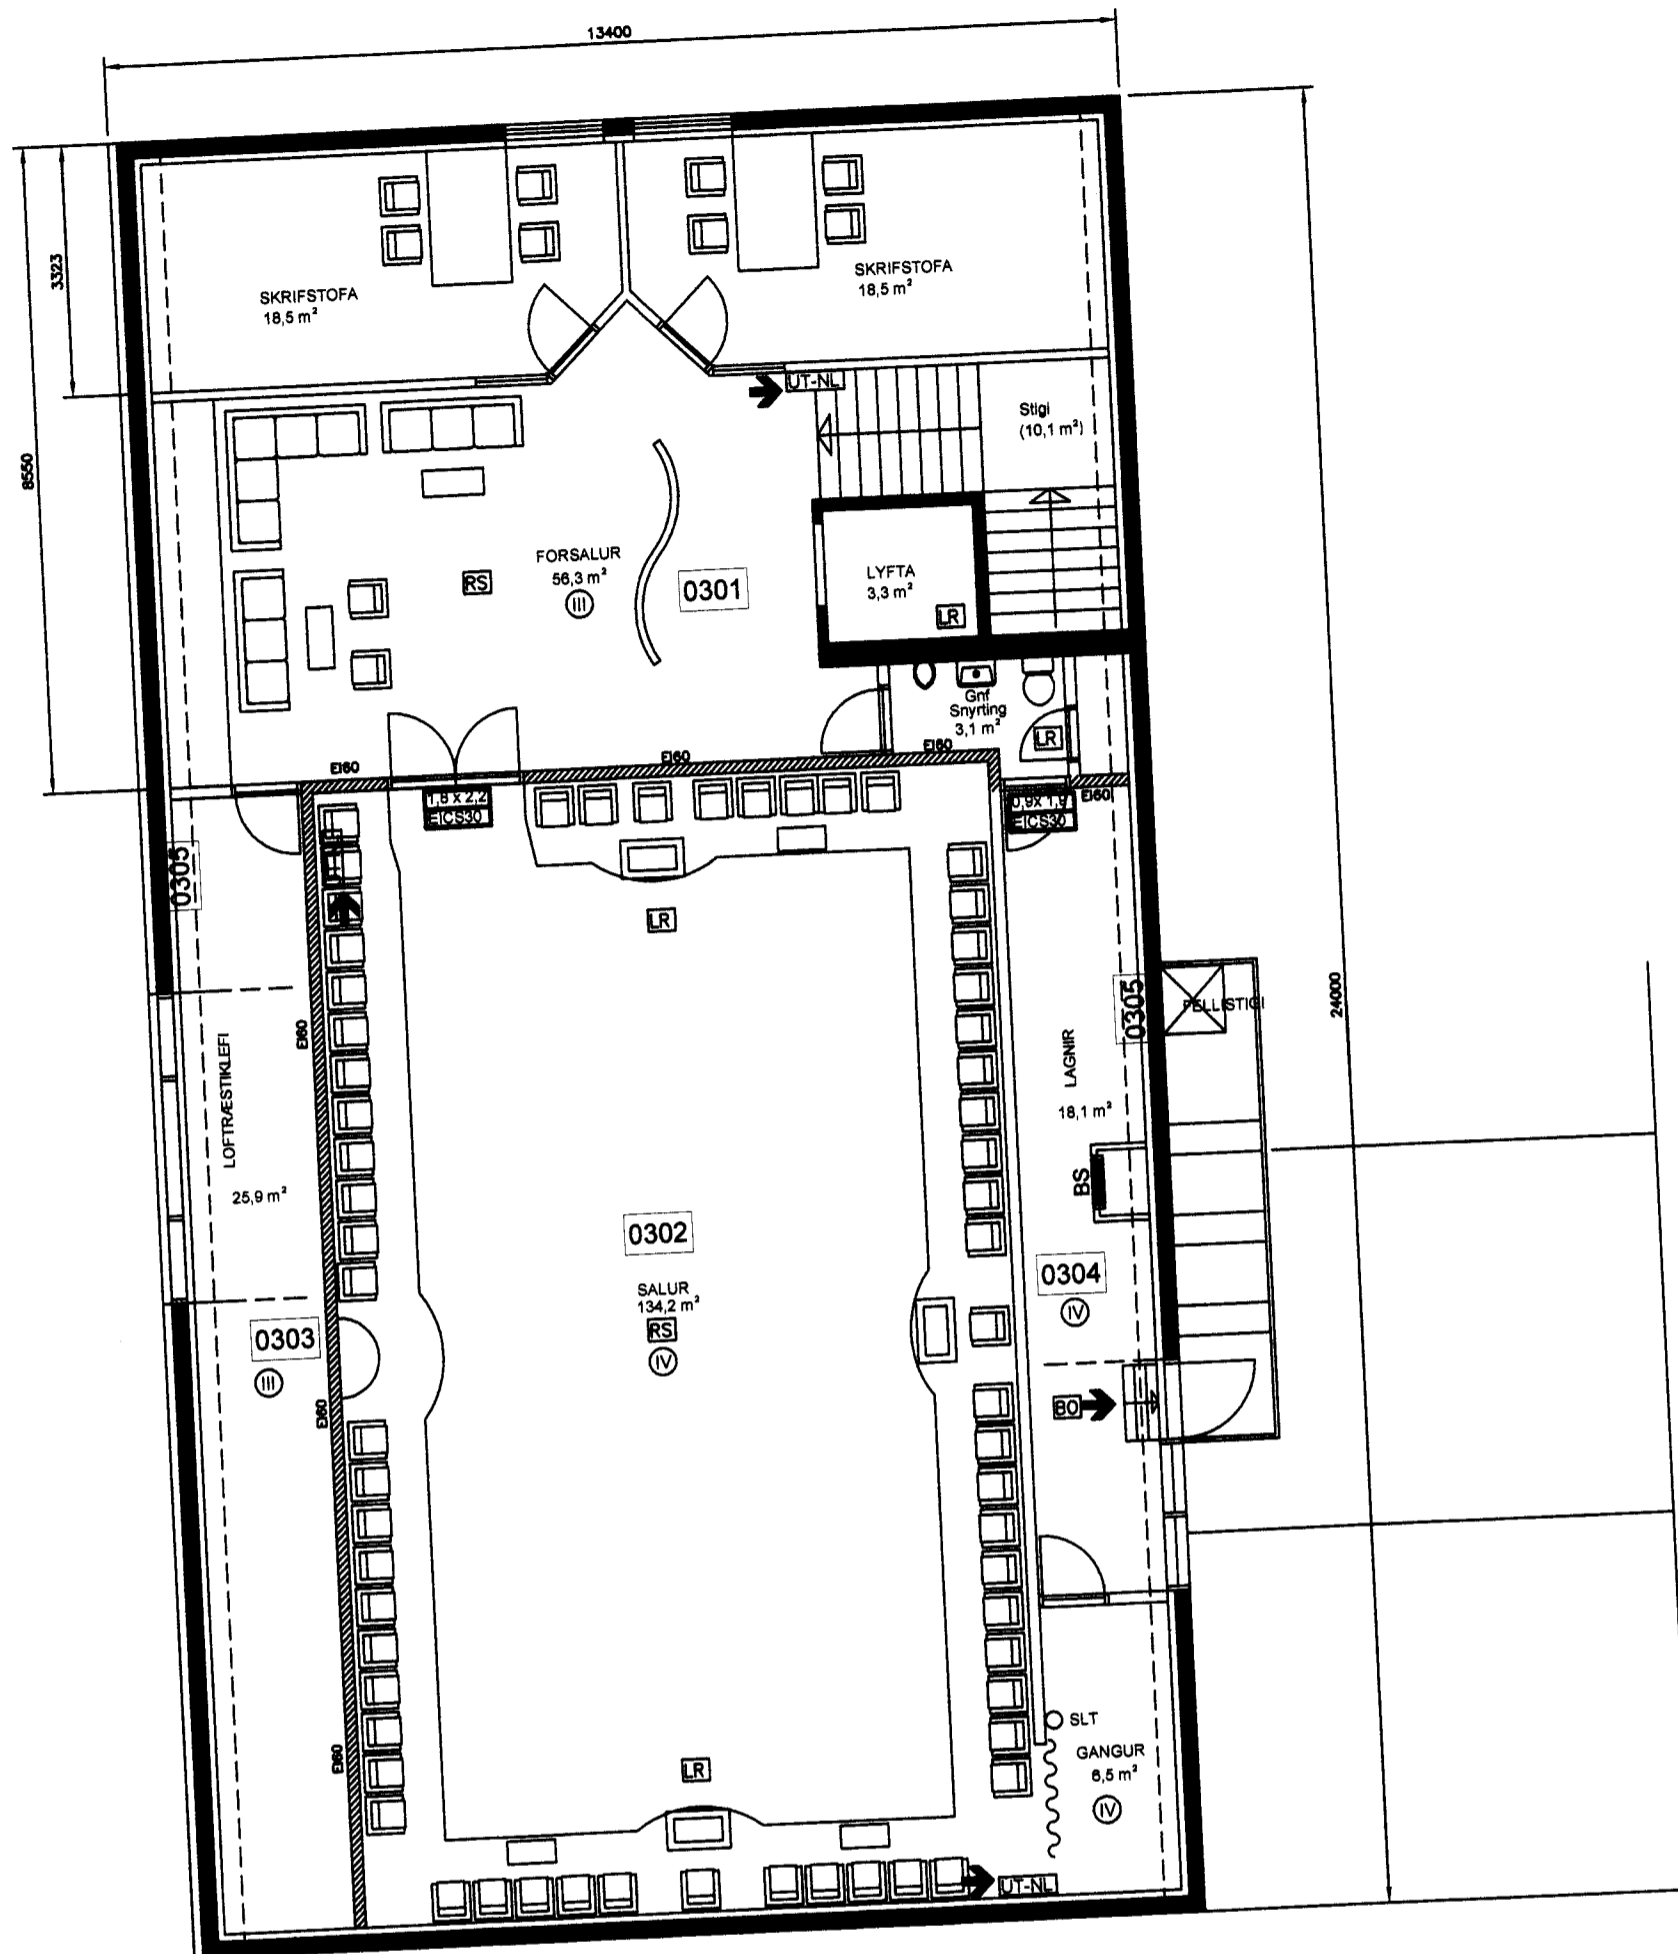 13400
3323
8550
24000
SKRIFSTOFA
18,5 m²
SKRIFSTOFA
18,5 m²
UT-NL
Stigi
(10,1 m²)
FORSALUR
56,3 m²
III
RS
0301
LYFTA
3,3 m²
LR
Gnf
Snyrting
3,1 m²
LR
EI60
EI60
EI60
EI60
1,8 x 2,2
EICS30
0,9x 1,9
EICS30
0305
LR
0305
FELLISTIGI
EI60
LOFTRÆSTIKLEFI
25,9 m²
LAGNIR
18,1 m²
BS
0302
SALUR
134,2 m²
RS
IV
0304
IV
0303
III
EI60
BO
EI60
SLT
GANGUR
6,5 m²
IV
LR
UT-NL